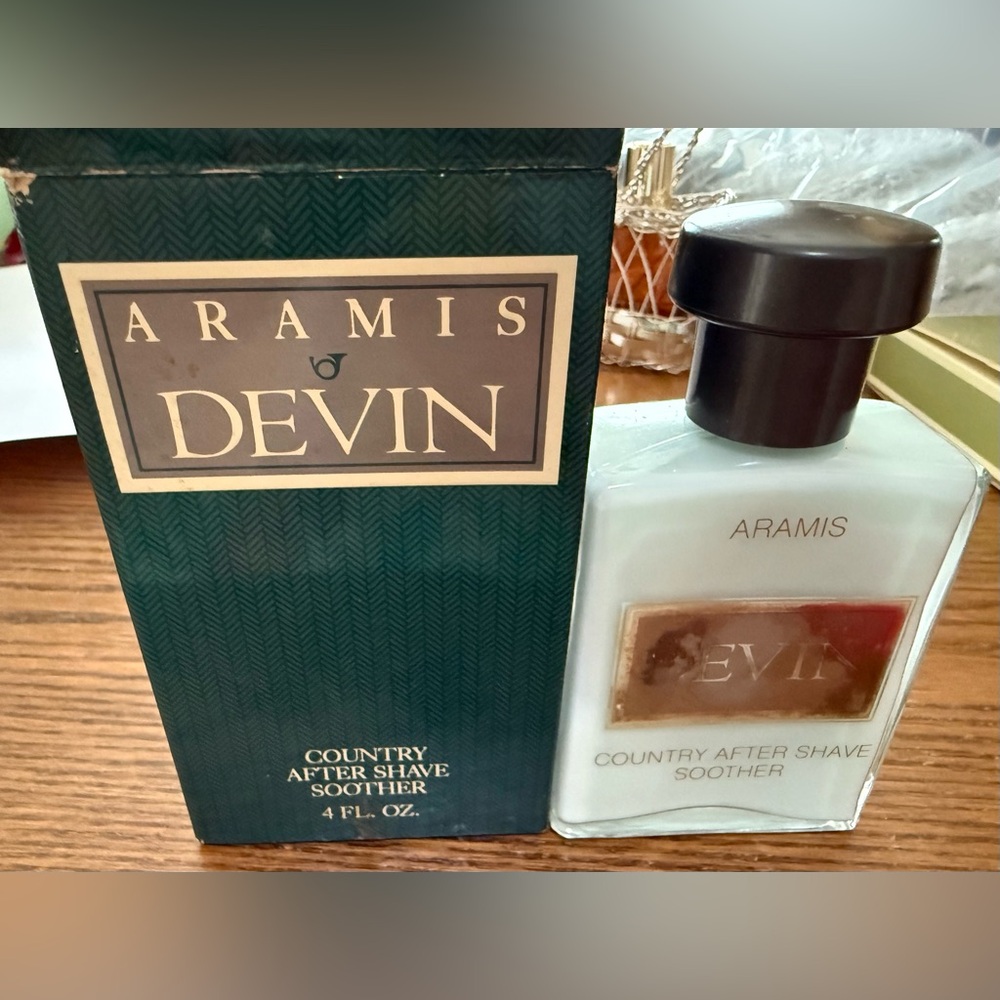 ARAMIS
DEVIN
COUNTRY
AFTER SHAVE
SOOTHER
4 FL. OZ.
ARAMIS
DEVIN
COUNTRY AFTER SHAVE
SOOTHER